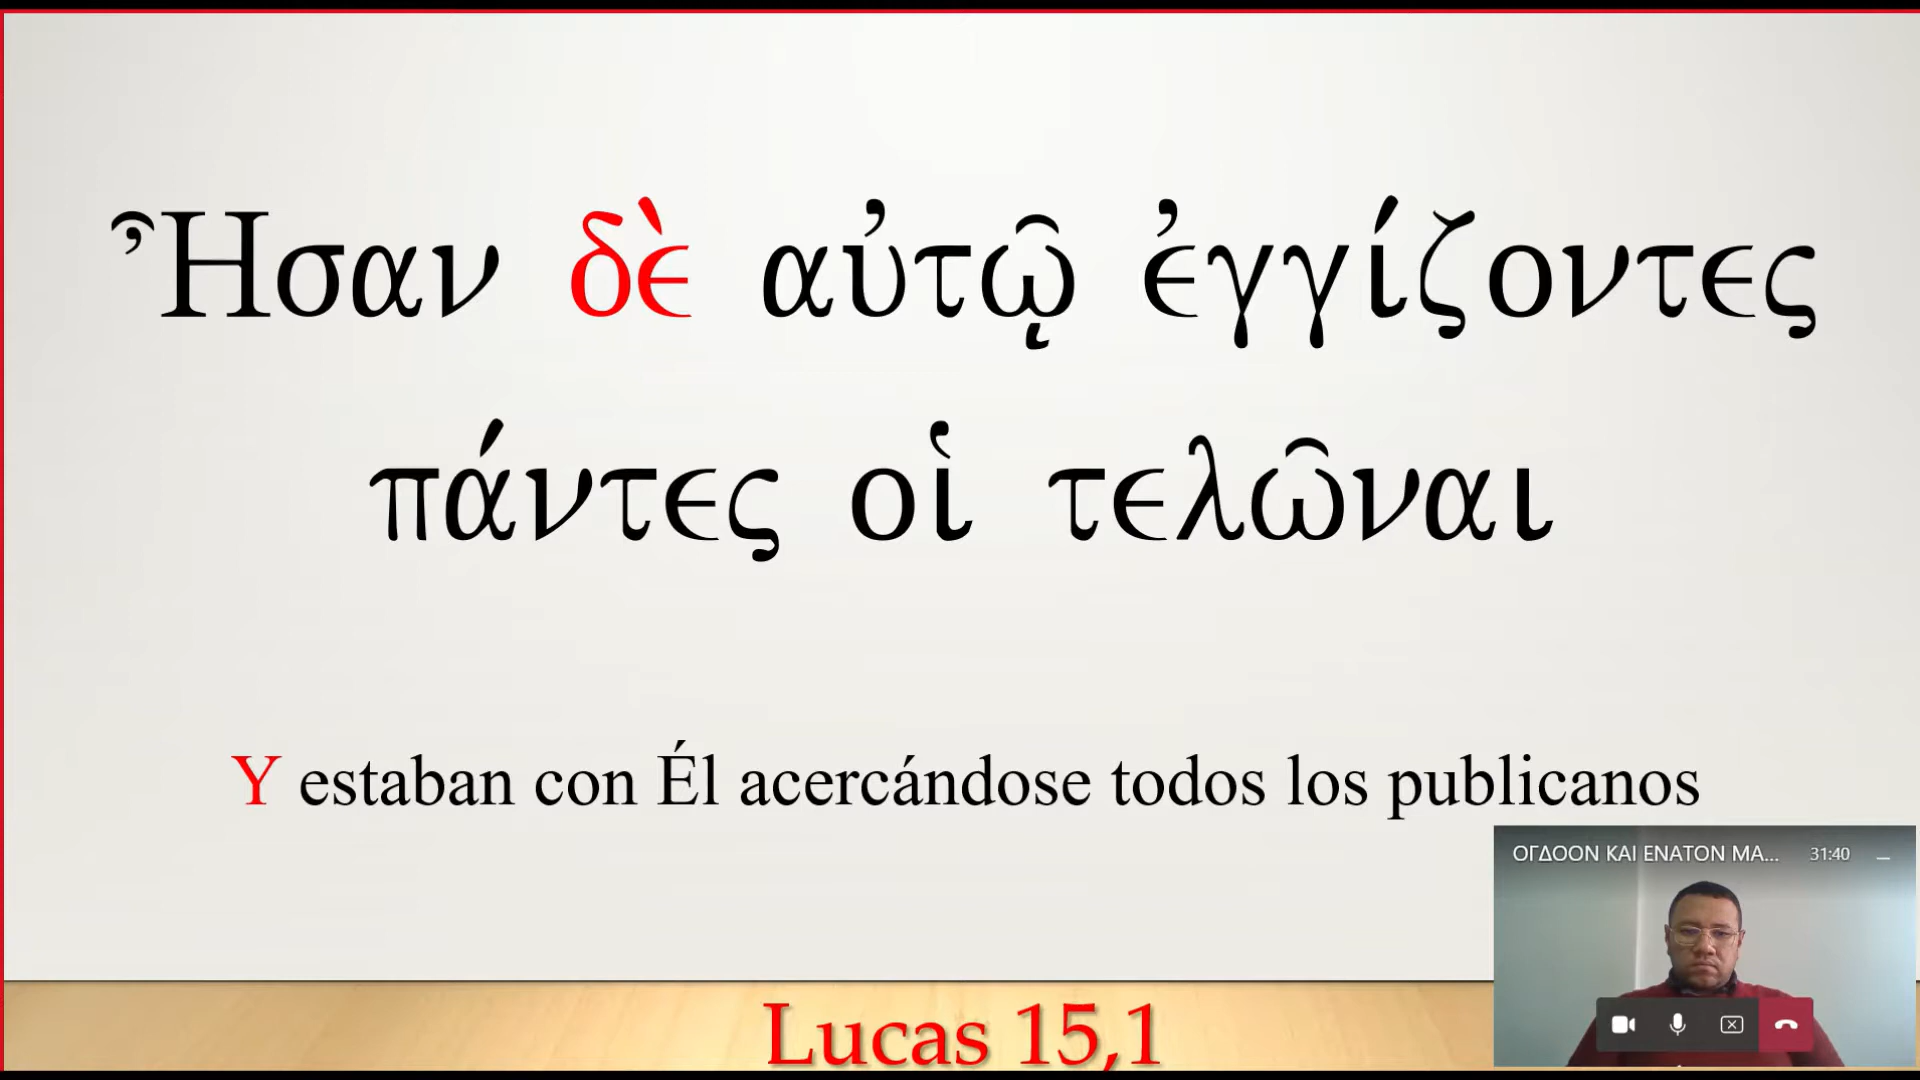 Ἦσαν δὲ αὐτῷ ἐγγίζοντες
πάντες οἱ τελῶναι
Y estaban con Él acercándose todos los publicanos
ΟΓΔΟΟΝ ΚΑΙ ΕΝΑΤΟΝ ΜΑ... 31:40
Lucas 15,1